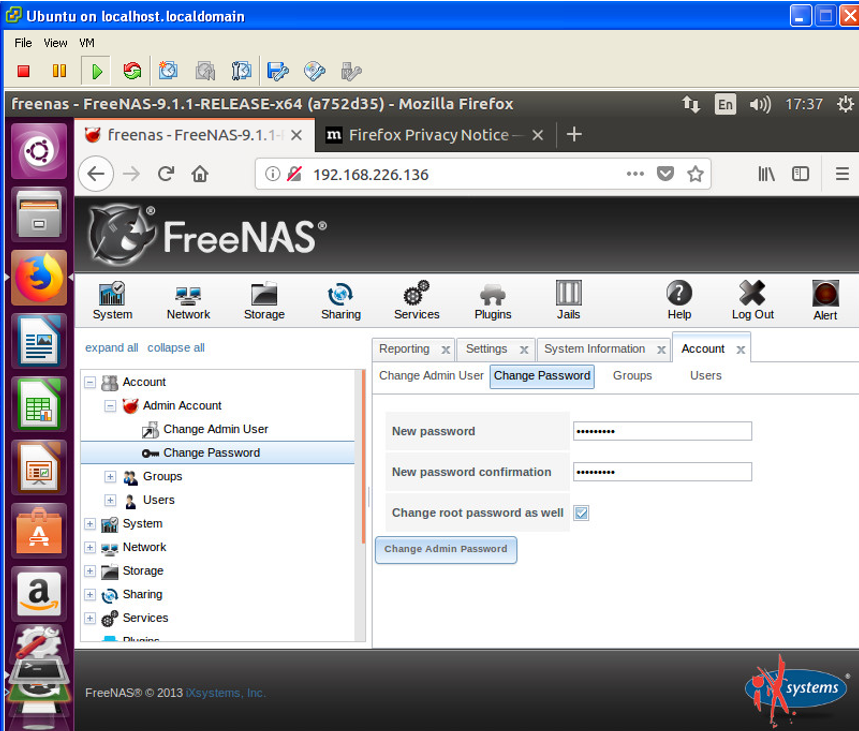 Ubuntu on localhost.localdomain
File View VM
freenas - FreeNAS-9.1.1-RELEASE-x64 (a752d35) - Mozilla Firefox En 17:37
freenas - FreeNAS-9.1.1- Firefox Privacy Notice —
192.168.226.136
FreeNAS®
System Network Storage Sharing Services Plugins Jails Help Log Out Alert
expand all collapse all
Reporting Settings System Information Account
Change Admin User Change Password Groups Users
Account
Admin Account
Change Admin User
Change Password
Groups
Users
System
Network
Storage
Sharing
Services
Plugins
New password
New password confirmation
Change root password as well
Change Admin Password
FreeNAS® © 2013 iXsystems, Inc.
iXsystems®